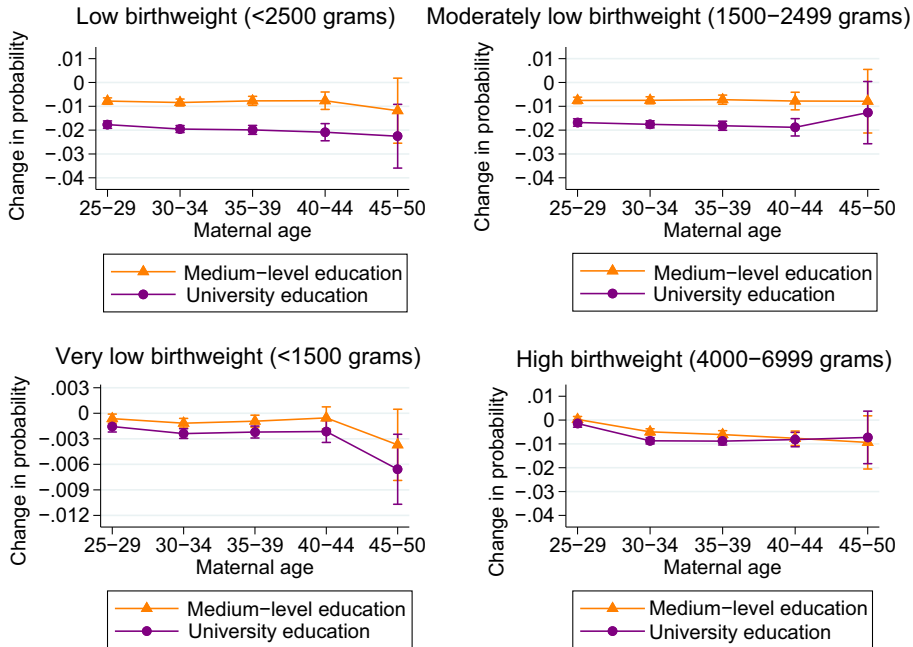 Low birthweight (<2500 grams)
Change in probability
.01
0
−.01
−.02
−.03
−.04
25−29 30−34 35−39 40−44 45−50
Maternal age
Medium−level education
University education
Moderately low birthweight (1500−2499 grams)
Change in probability
.01
0
−.01
−.02
−.03
−.04
25−29 30−34 35−39 40−44 45−50
Maternal age
Medium−level education
University education
Very low birthweight (<1500 grams)
Change in probability
.003
0
−.003
−.006
−.009
−.012
25−29 30−34 35−39 40−44 45−50
Maternal age
Medium−level education
University education
High birthweight (4000−6999 grams)
Change in probability
.01
0
−.01
−.02
−.03
−.04
25−29 30−34 35−39 40−44 45−50
Maternal age
Medium−level education
University education